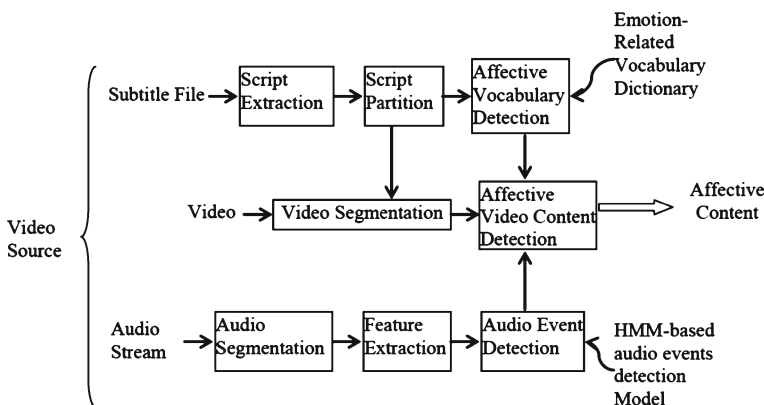 Emotion-
Related
Vocabulary
Dictionary
Subtitle File
Script
Extraction
Script
Partition
Affective
Vocabulary
Detection
Video
Source
Video
Video Segmentation
Affective
Video Content
Detection
Affective
Content
Audio
Stream
Audio
Segmentation
Feature
Extraction
Audio Event
Detection
HMM-based
audio events
detection
Model